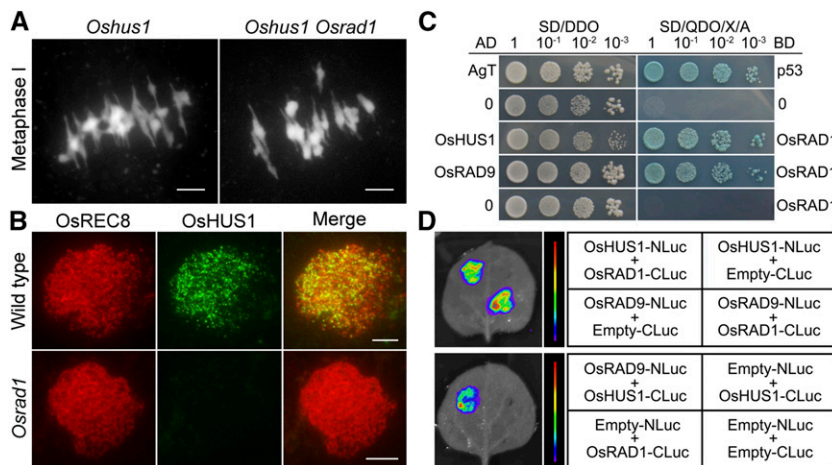 A
Oshus1
Oshus1 Osrad1
Metaphase I
B
OsREC8
OsHUS1
Merge
Wild type
Osrad1
C
SD/DDO
SD/QDO/X/A
AD
1
10-1
10-2
10-3
1
10-1
10-2
10-3
BD
AgT
p53
0
0
OsHUS1
OsRAD1
OsRAD9
OsRAD1
0
OsRAD1
D
OsHUS1-NLuc
+
OsRAD1-CLuc
OsHUS1-NLuc
+
Empty-CLuc
OsRAD9-NLuc
+
Empty-CLuc
OsRAD9-NLuc
+
OsRAD1-CLuc
OsRAD9-NLuc
+
OsHUS1-CLuc
Empty-NLuc
+
OsHUS1-CLuc
Empty-NLuc
+
OsRAD1-CLuc
Empty-NLuc
+
Empty-CLuc